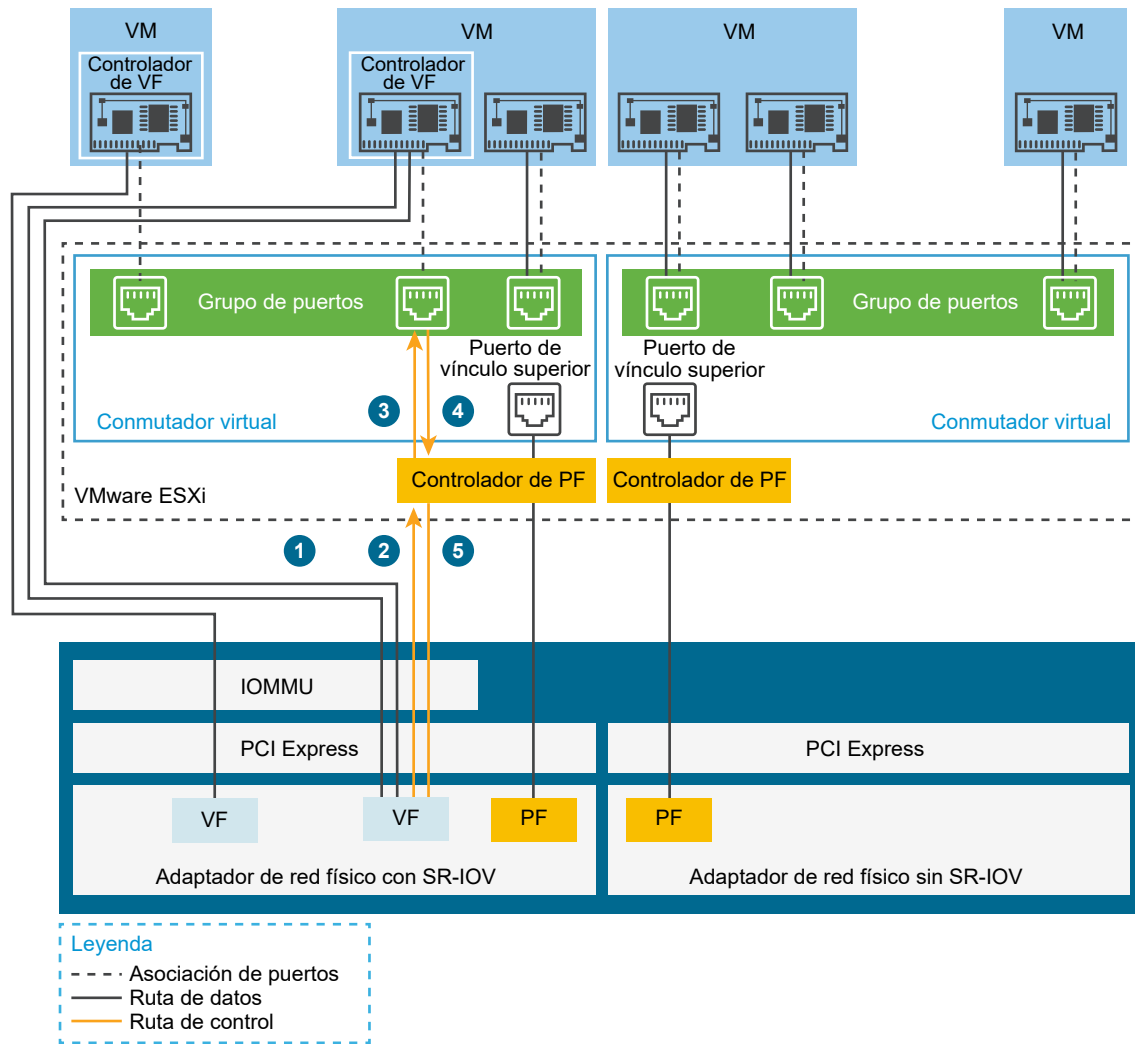 VM
VM
VM
VM
Controlador
de VF
Controlador
de VF
Grupo de puertos
Grupo de puertos
Puerto de
vínculo superior
Puerto de
vínculo superior
3
4
Conmutador virtual
Conmutador virtual
Controlador de PF
Controlador de PF
VMware ESXi
1
2
5
IOMMU
PCI Express
PCI Express
VF
VF
PF
PF
Adaptador de red físico con SR-IOV
Adaptador de red físico sin SR-IOV
Leyenda
Asociación de puertos
Ruta de datos
Ruta de control